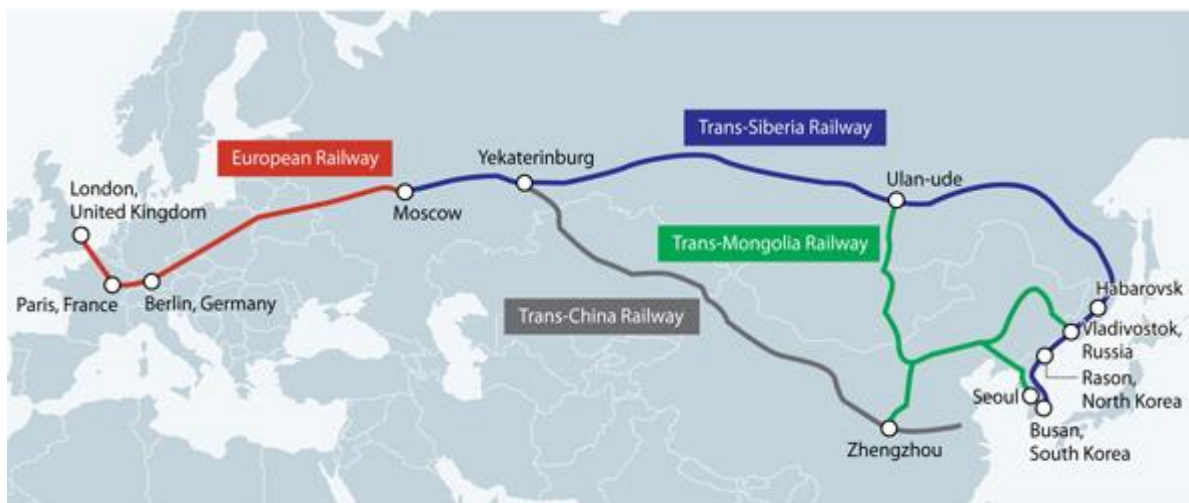 Trans-Siberia Railway
European Railway
Yekaterinburg
London,
United Kingdom
Moscow
Ulan-ude
Trans-Mongolia Railway
Paris, France
Berlin, Germany
Trans-China Railway
Habarovsk
Vladivostok,
Russia
Rason,
North Korea
Seoul
Busan,
South Korea
Zhengzhou